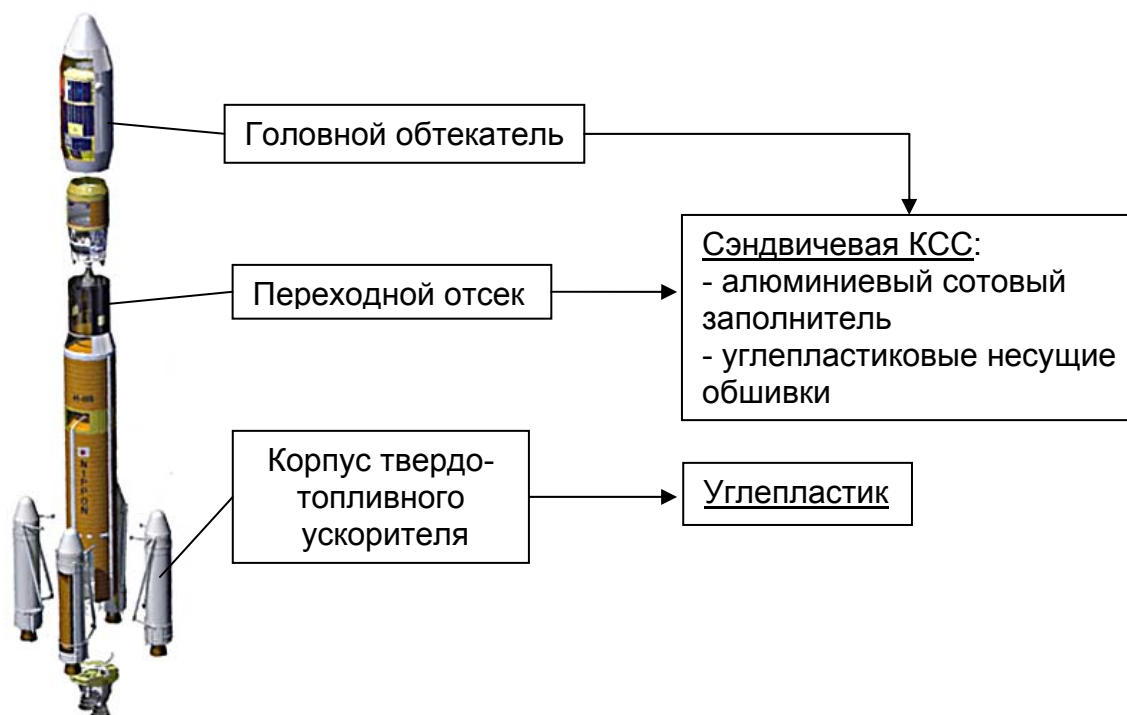 Головной обтекатель
Сэндвичевая КСС:
- алюминиевый сотовый
заполнитель
- углепластиковые несущие
обшивки
Переходной отсек
Корпус твердо-
топливного
ускорителя
Углепластик
NIPPON